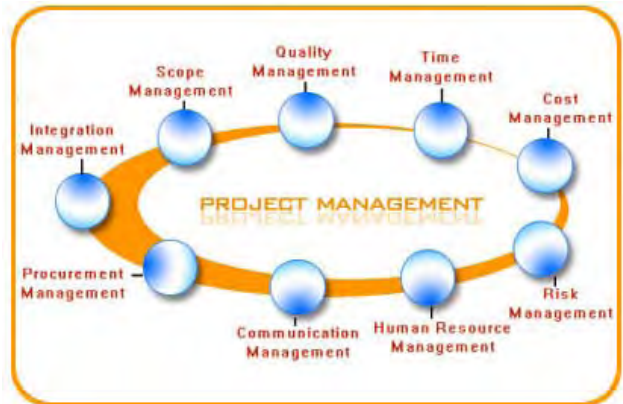 Quality
Management
Time
Management
Scope
Management
Cost
Management
Integration
Management
PROJECT MANAGEMENT
Procurement
Management
Risk
Management
Communication
Management
Human Resource
Management